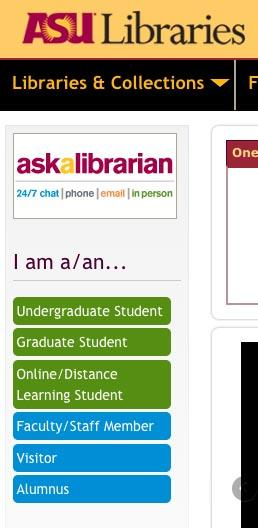 ASU Libraries
Libraries & Collections F
One
askalibrarian
24/7 chat | phone | email | in person
I am a/an...
Undergraduate Student
Graduate Student
Online/Distance
Learning Student
Faculty/Staff Member
Visitor
Alumnus